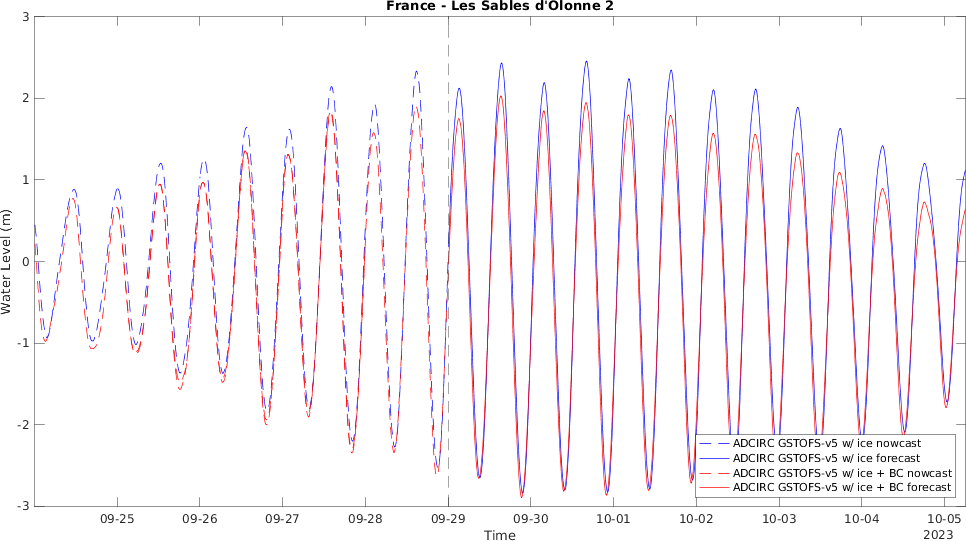 France - Les Sables d'Olonne 2
Water Level (m)
3
2
1
0
-1
-2
-3
ADCIRC GSTOFS-v5 w/ ice nowcast
ADCIRC GSTOFS-v5 w/ ice forecast
ADCIRC GSTOFS-v5 w/ ice + BC nowcast
ADCIRC GSTOFS-v5 w/ ice + BC forecast
09-25 09-26 09-27 09-28 09-29 09-30 10-01 10-02 10-03 10-04 10-05
Time 2023